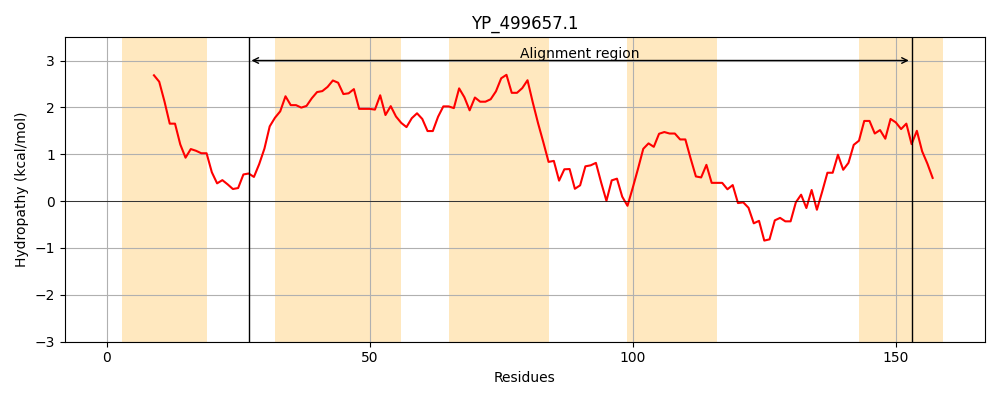 YP_499657.1
Alignment region
Hydropathy (kcal/mol)
3
2
1
0
−1
−2
−3
0
50
100
150
Residues